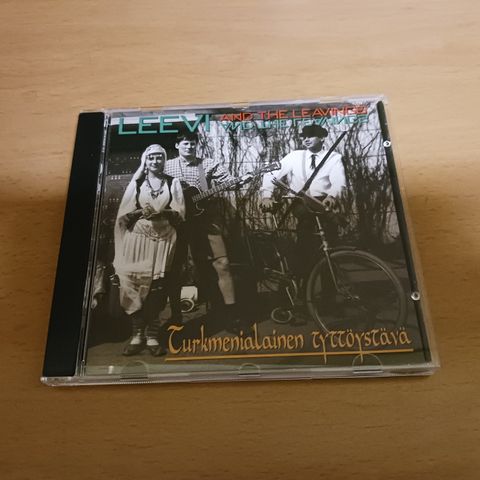 LEEVI AND THE LEAVINGS
Turkmenialainen tyttöystävä